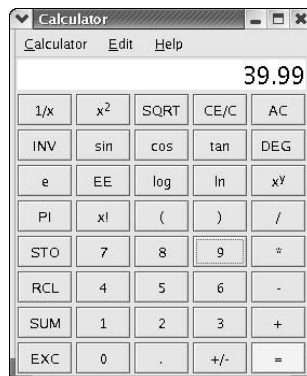 Calculator
Calculator Edit Help
39.99
1/x x² SQRT CE/C AC
INV sin cos tan DEG
e EE log ln xʸ
PI x! ( ) /
STO 7 8 9 *
RCL 4 5 6 -
SUM 1 2 3 +
EXC 0 . +/- =